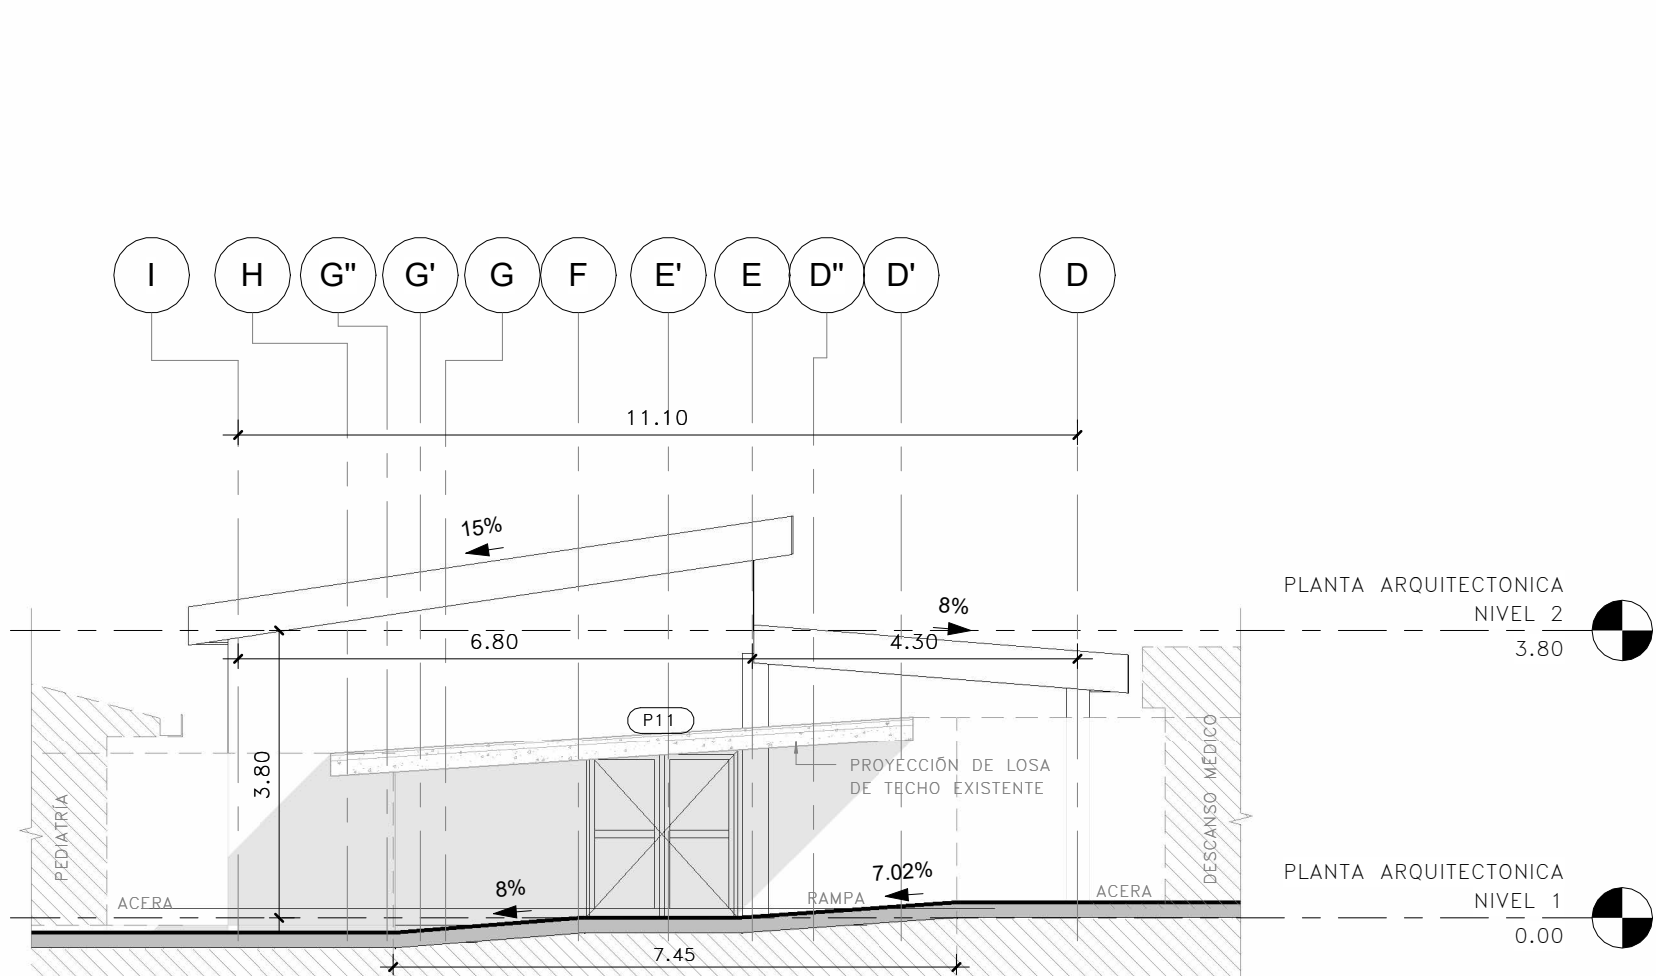 I
H
G"
G'
G
F
E'
E
D"
D'
D
11.10
15%
PLANTA ARQUITECTONICA
NIVEL 2
3.80
8%
6.80
4.30
P11
PROYECCIÓN DE LOSA
DE TECHO EXISTENTE
3.80
PEDIATRÍA
DESCANSO MÉDICO
ACERA
8%
RAMPA
7.02%
ACERA
PLANTA ARQUITECTONICA
NIVEL 1
0.00
7.45